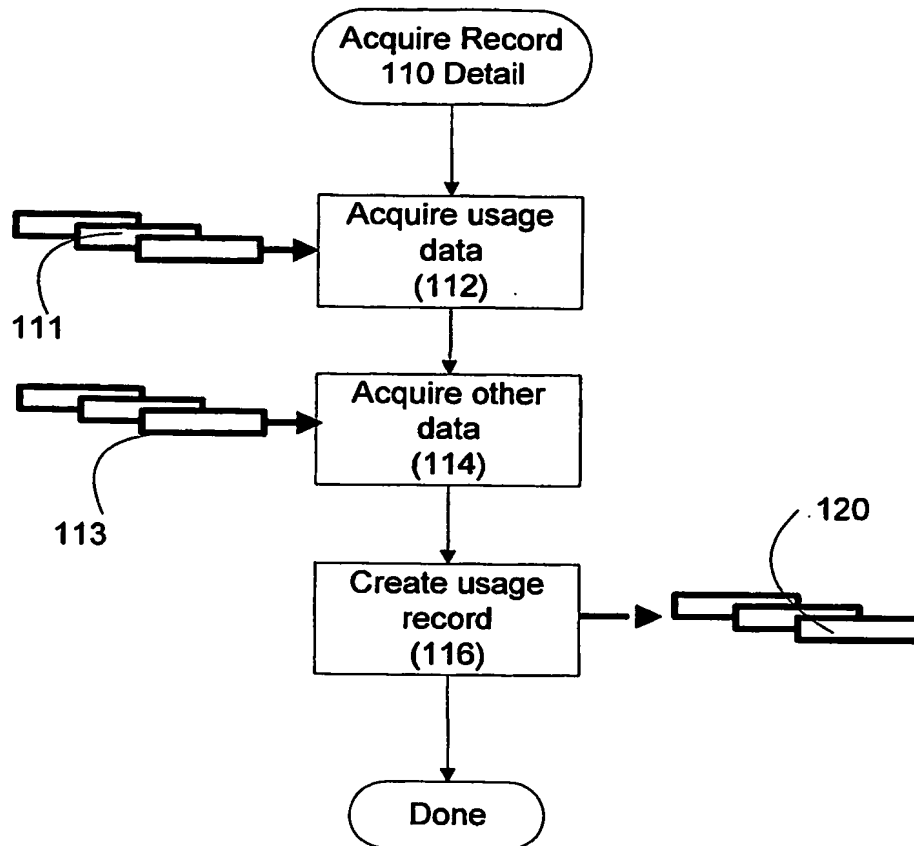 Acquire Record
110 Detail
Acquire usage
data
(112)
111
Acquire other
data
(114)
113
120
Create usage
record
(116)
Done